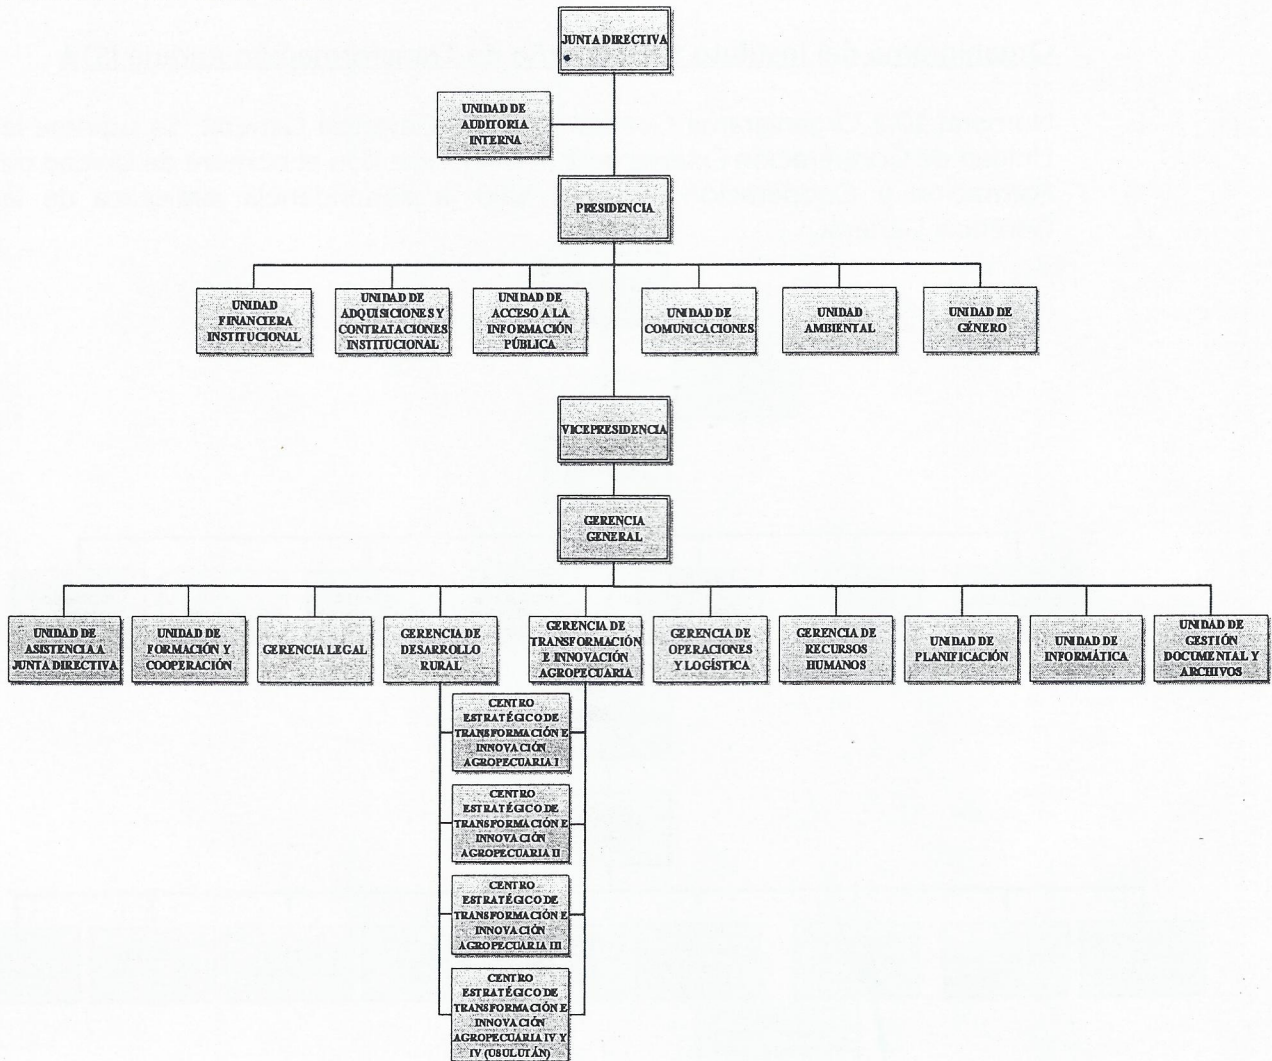 JUNTA DIRECTIVA
UNIDAD DE
AUDITORIA
INTERNA
PRESIDENCIA
UNIDAD
FINANCIERA
INSTITUCIONAL
UNIDAD DE
ADQUISICIONES Y
CONTRATACIONES
INSTITUCIONAL
UNIDAD DE
ACCESO A LA
INFORMACIÓN
PÚBLICA
UNIDAD DE
COMUNICACIONES
UNIDAD
AMBIENTAL
UNIDAD DE
GÉNERO
VICEPRESIDENCIA
GERENCIA
GENERAL
UNIDAD DE
ASISTENCIA A
JUNTA DIRECTIVA
UNIDAD DE
FORMACIÓN Y
COOPERACIÓN
GERENCIA LEGAL
GERENCIA DE
DESARROLLO
RURAL
GERENCIA DE
TRANSFORMACIÓN
E INNOVACIÓN
AGROPECUARIA
GERENCIA DE
OPERACIONES
Y LOGÍSTICA
GERENCIA DE
RECURSOS
HUMANOS
UNIDAD DE
PLANIFICACIÓN
UNIDAD DE
INFORMÁTICA
UNIDAD DE
GESTIÓN
DOCUMENTAL Y
ARCHIVOS
CENTRO
ESTRATÉGICO DE
TRANSFORMACIÓN E
INNOVACIÓN
AGROPECUARIA I
CENTRO
ESTRATÉGICO DE
TRANSFORMACIÓN E
INNOVACIÓN
AGROPECUARIA II
CENTRO
ESTRATÉGICO DE
TRANSFORMACIÓN E
INNOVACIÓN
AGROPECUARIA III
CENTRO
ESTRATÉGICO DE
TRANSFORMACIÓN E
INNOVACIÓN
AGROPECUARIA IV Y
IV (USULUTÁN)